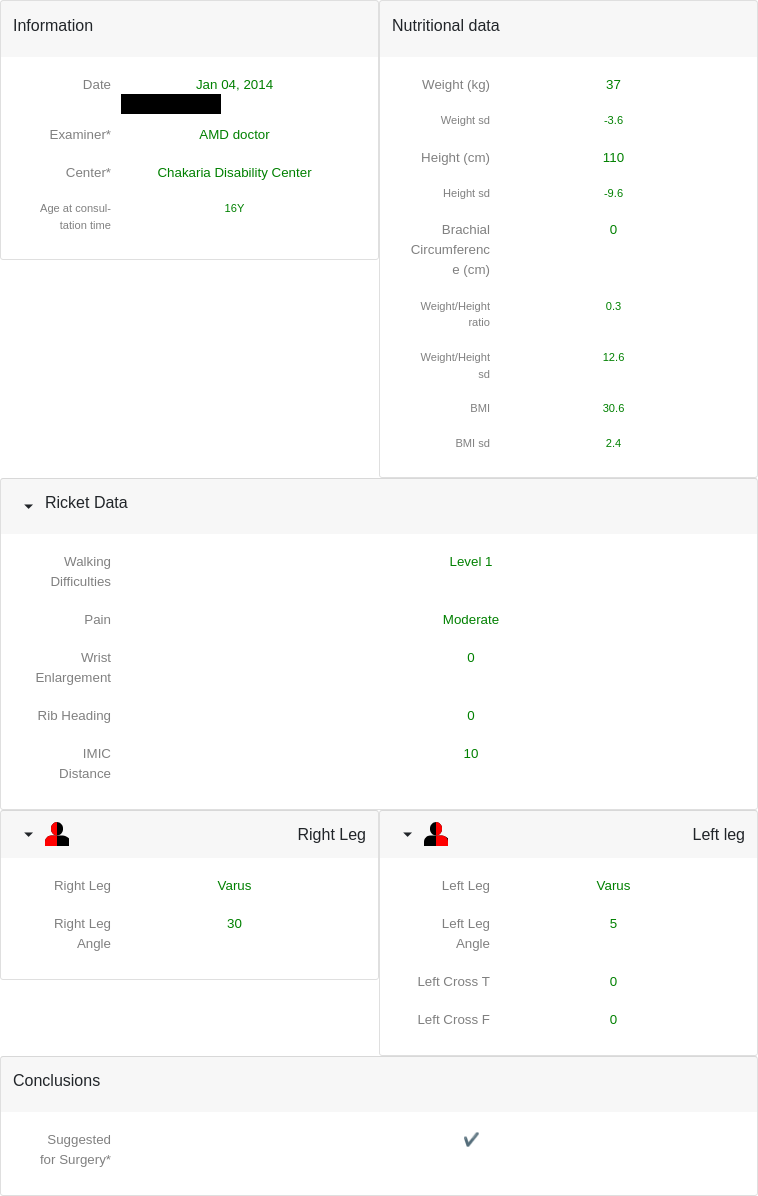 Information
Date
Jan 04, 2014
Examiner*
AMD doctor
Center*
Chakaria Disability Center
Age at consul-
tation time
16Y
Nutritional data
Weight (kg)
37
Weight sd
-3.6
Height (cm)
110
Height sd
-9.6
Brachial
Circumferenc
e (cm)
0
Weight/Height
ratio
0.3
Weight/Height
sd
12.6
BMI
30.6
BMI sd
2.4
Ricket Data
Walking
Difficulties
Level 1
Pain
Moderate
Wrist
Enlargement
0
Rib Heading
0
IMIC
Distance
10
Right Leg
Right Leg
Varus
Right Leg
Angle
30
Left leg
Left Leg
Varus
Left Leg
Angle
5
Left Cross T
0
Left Cross F
0
Conclusions
Suggested
for Surgery*
✔